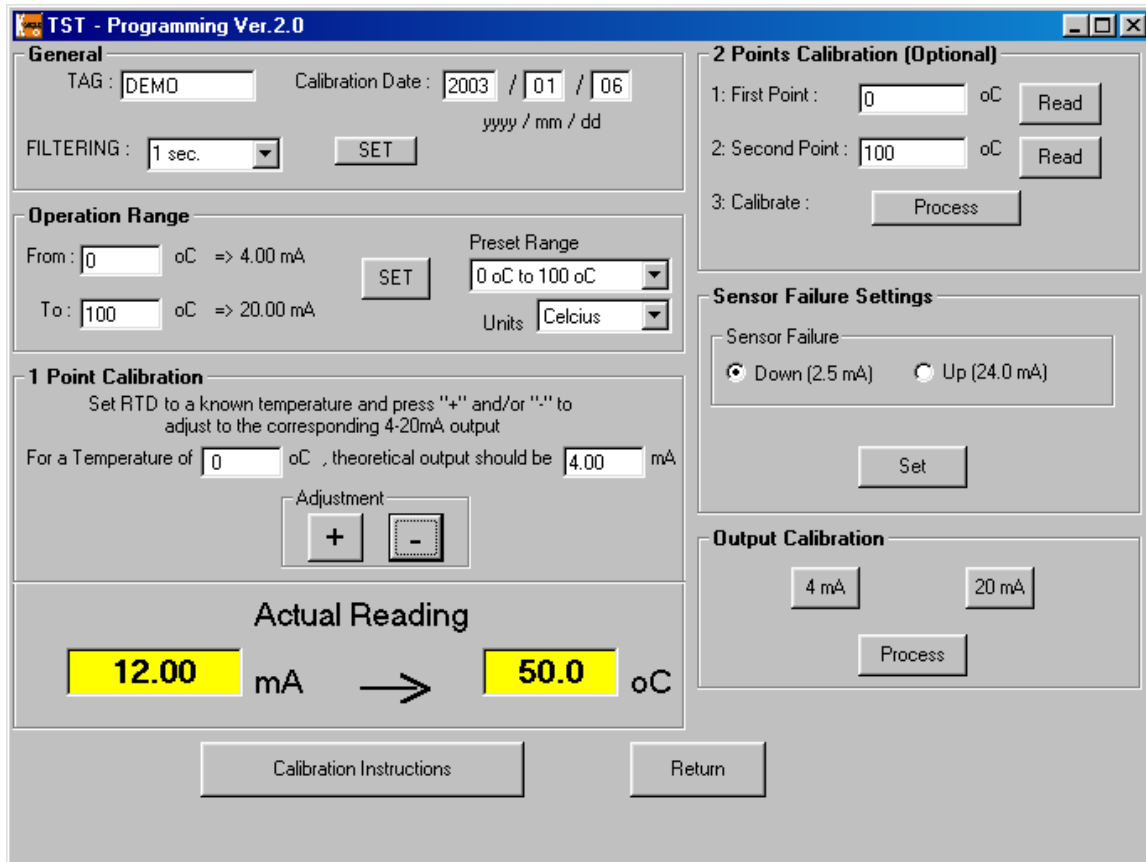 TST - Programming Ver.2.0
General
TAG : DEMO Calibration Date : 2003 / 01 / 06
yyyy / mm / dd
FILTERING : 1 sec. SET
Operation Range
From : 0 oC => 4.00 mA
To : 100 oC => 20.00 mA
SET
Preset Range
0 oC to 100 oC
Units Celcius
1 Point Calibration
Set RTD to a known temperature and press "+" and/or "-" to
adjust to the corresponding 4-20mA output
For a Temperature of 0 oC , theoretical output should be 4.00 mA
Adjustment
+ -
Actual Reading
12.00 mA 50.0 oC
Calibration Instructions
Return
2 Points Calibration (Optional)
1: First Point : 0 oC Read
2: Second Point : 100 oC Read
3: Calibrate : Process
Sensor Failure Settings
Sensor Failure
Down (2.5 mA) Up (24.0 mA)
Set
Output Calibration
4 mA 20 mA
Process